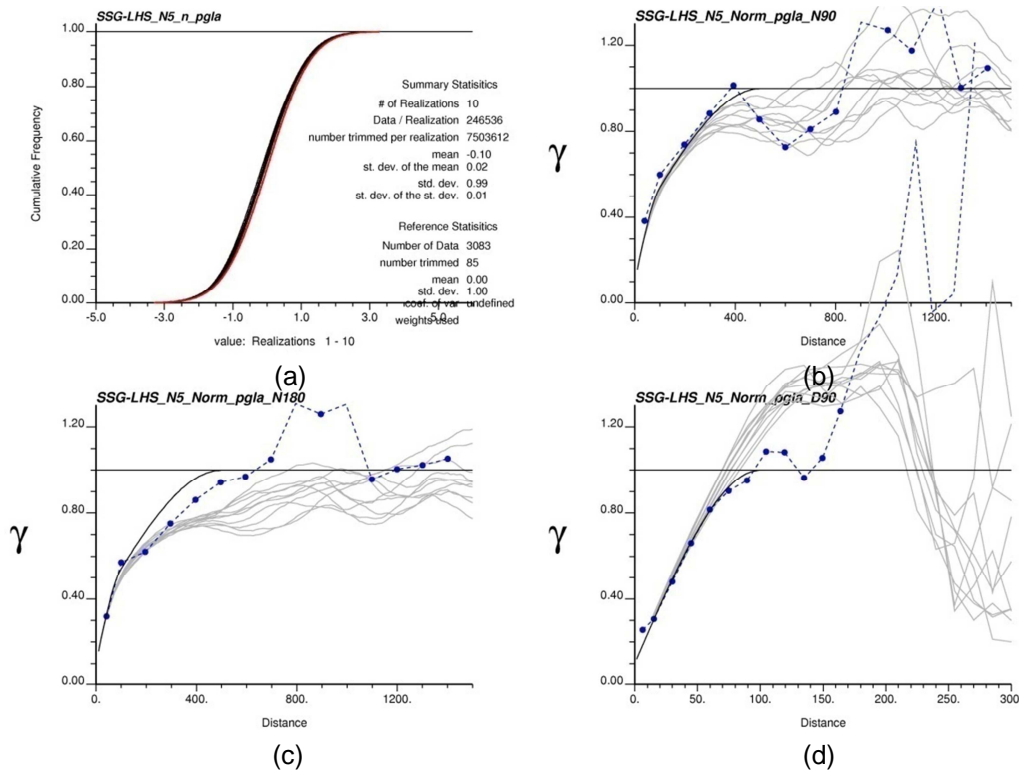 SSG-LHS_N5_n_pgla
1.00
0.80
0.60
0.40
0.20
0.00
Cumulative Frequency
-5.0 -3.0 -1.0 1.0 3.0 5.0
value: Realizations 1 - 10
Summary Statisitics
# of Realizations 10
Data / Realization 246536
number trimmed per realization 7503612
mean -0.10
st. dev. of the mean 0.02
std. dev. 0.99
st. dev. of the st. dev. 0.01
Reference Statisitics
Number of Data 3083
number trimmed 85
mean 0.00
std. dev. 1.00
coef. of var undefined
weights used
(a)
SSG-LHS_N5_Norm_pgla_N90
1.20
1.00
0.80
0.40
0.00
γ
0. 400. 800. 1200.
Distance
(b)
SSG-LHS_N5_Norm_pgla_N180
1.20
0.80
0.40
0.00
γ
0. 400. 800. 1200.
Distance
(c)
SSG-LHS_N5_Norm_pgla_D90
1.20
0.80
0.40
0.00
γ
0. 50. 100. 150. 200. 250. 300.
Distance
(d)